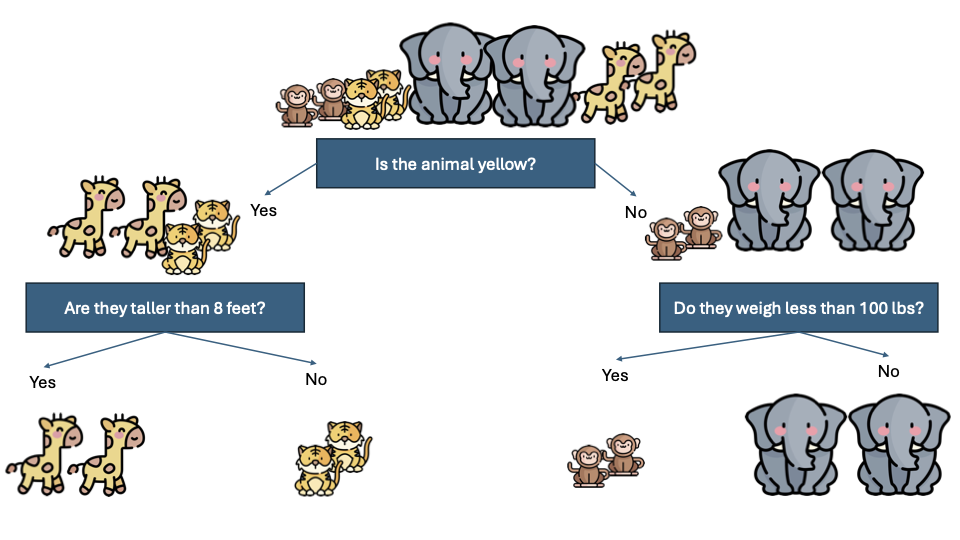 Is the animal yellow?
Yes
No
Are they taller than 8 feet?
Do they weigh less than 100 lbs?
Yes
No
Yes
No